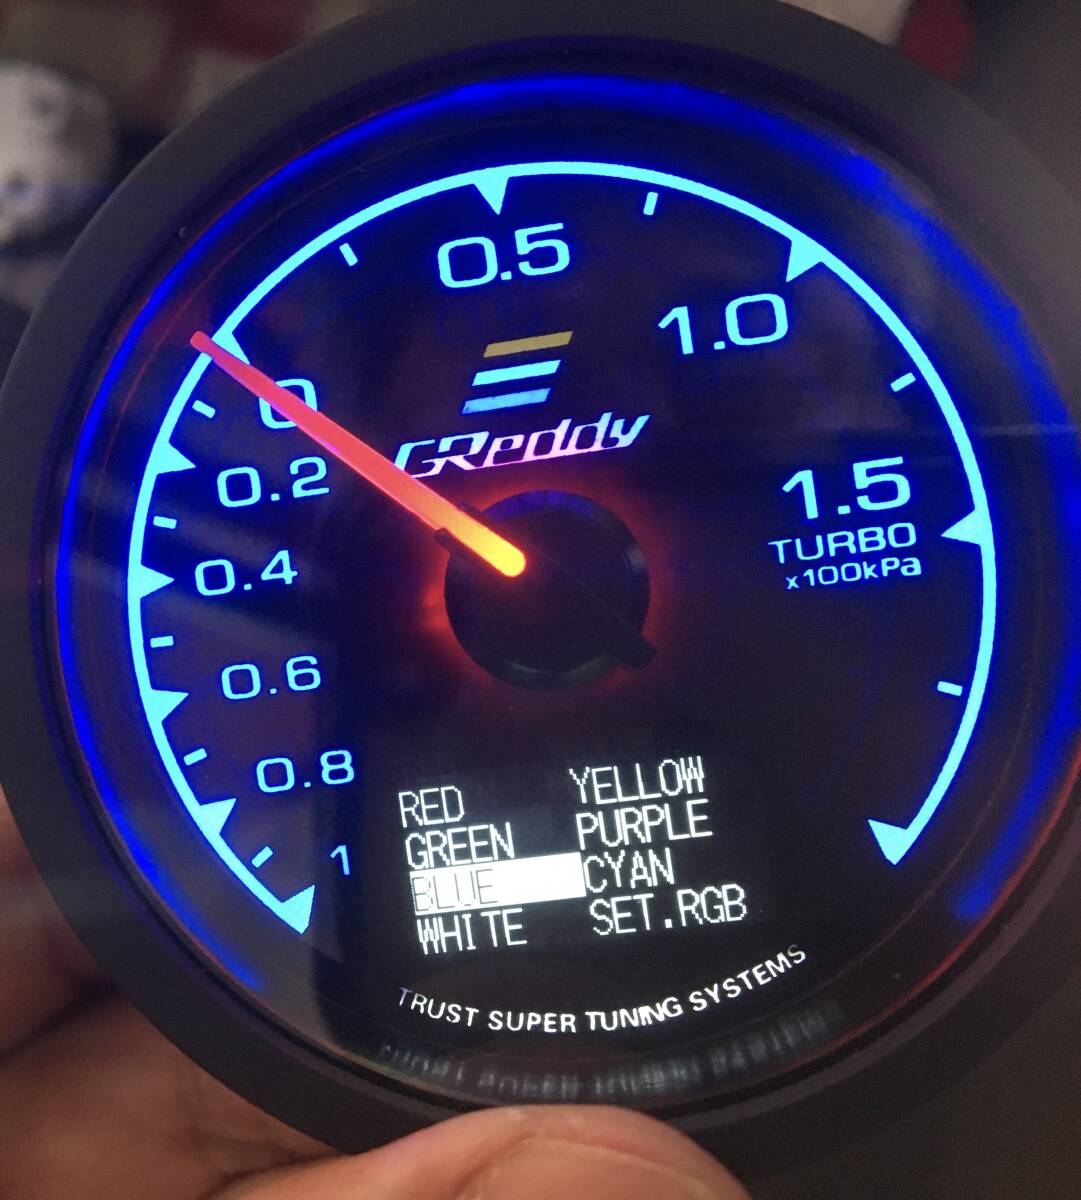 0.5
1.0
0
0.2
1.5
TURBO
x100kPa
0.4
0.6
0.8
1
GReddy
RED YELLOW
GREEN PURPLE
BLUE CYAN
WHITE SET.RGB
TRUST SUPER TUNING SYSTEMS